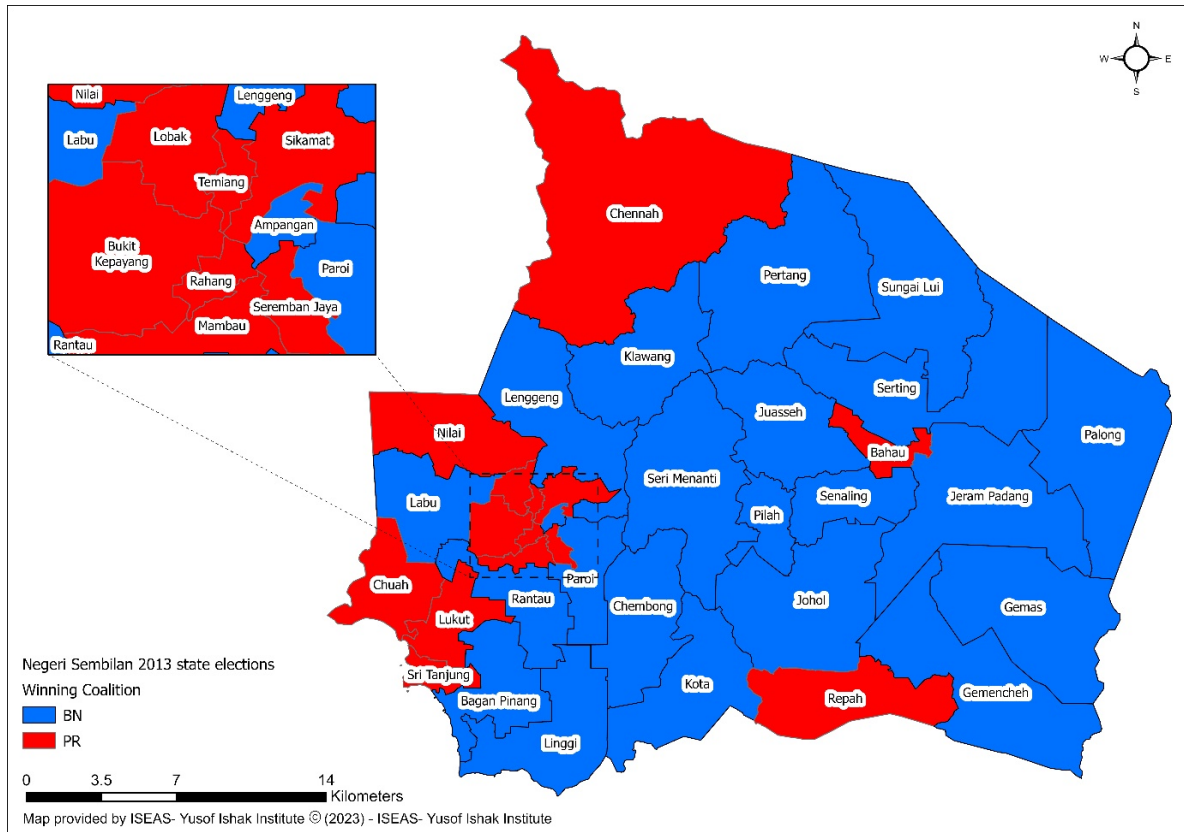 N
W
E
S
Nilai
Lenggeng
Labu
Lobak
Sikamat
Temiang
Ampangan
Bukit
Kepayang
Paroi
Rahang
Seremban Jaya
Mambau
Rantau
Chennah
Pertang
Sungai Lui
Klawang
Serting
Lenggeng
Juasseh
Nilai
Bahau
Palong
Seri Menanti
Labu
Senaling
Jeram Padang
Pilah
Chuah
Paroi
Rantau
Chembong
Johol
Gemas
Lukut
Negeri Sembilan 2013 state elections
Sri Tanjung
Kota
Gemencheh
Winning Coalition
Bagan Pinang
Repah
BN
PR
Linggi
0
3.5
7
14
Kilometers
Map provided by ISEAS- Yusof Ishak Institute © (2023) - ISEAS- Yusof Ishak Institute